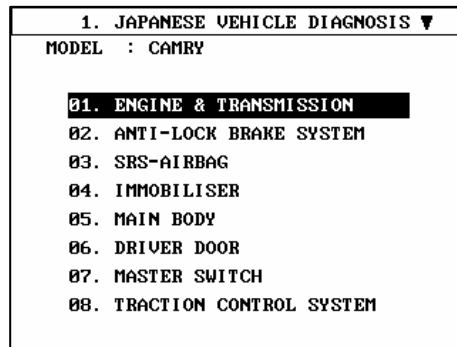 1. JAPANESE VEHICLE DIAGNOSIS ▼
MODEL : CAMRY
01. ENGINE & TRANSMISSION
02. ANTI-LOCK BRAKE SYSTEM
03. SRS-AIRBAG
04. IMMOBILISER
05. MAIN BODY
06. DRIVER DOOR
07. MASTER SWITCH
08. TRACTION CONTROL SYSTEM